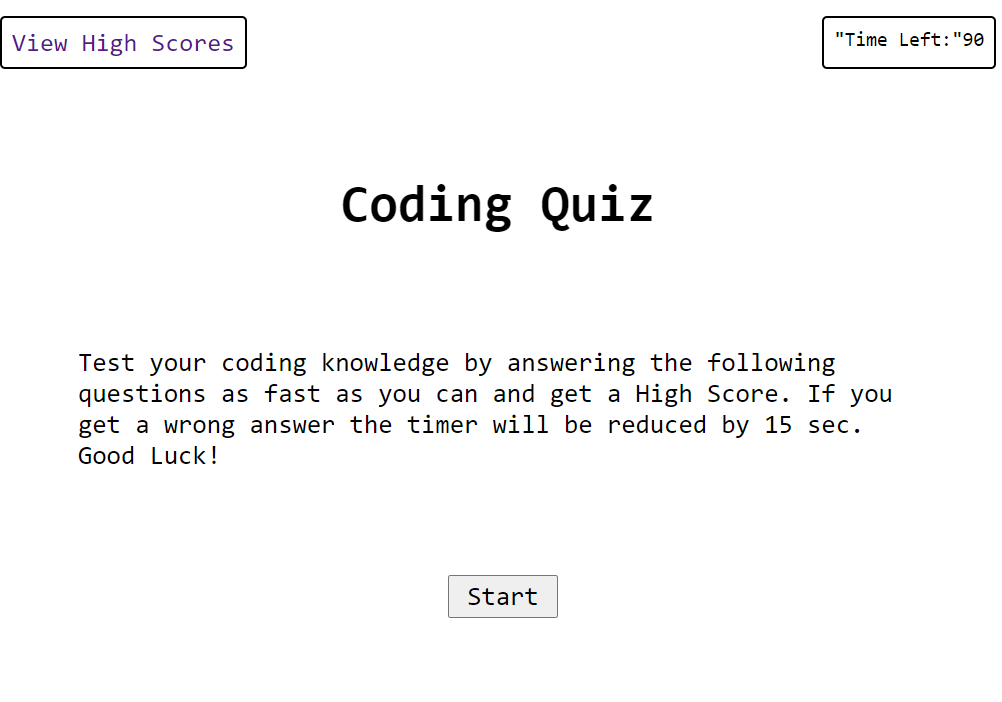 View High Scores
"Time Left:"90
Coding Quiz
Test your coding knowledge by answering the following
questions as fast as you can and get a High Score. If you
get a wrong answer the timer will be reduced by 15 sec.
Good Luck!
Start